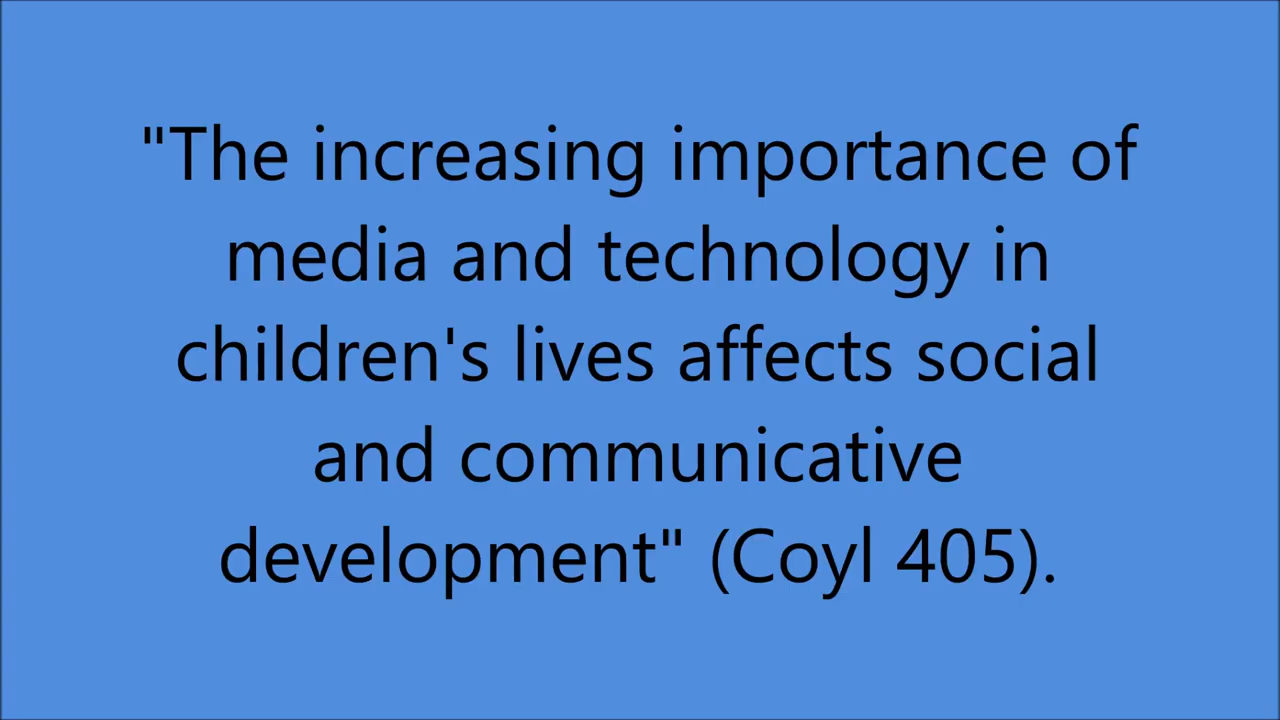 "The increasing importance of
media and technology in
children's lives affects social
and communicative
development" (Coyl 405).